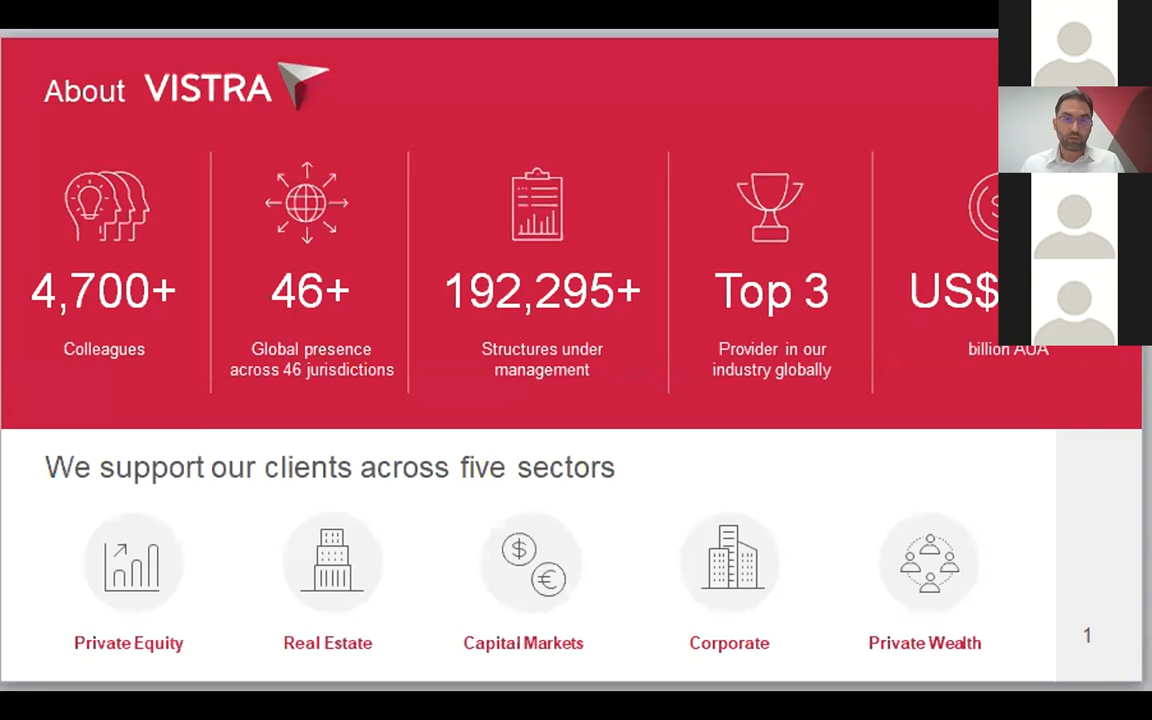 About VISTRA
4,700+
Colleagues
46+
Global presence
across 46 jurisdictions
192,295+
Structures under
management
Top 3
Provider in our
industry globally
US$
billion AUA
We support our clients across five sectors
Private Equity
Real Estate
Capital Markets
Corporate
Private Wealth
1